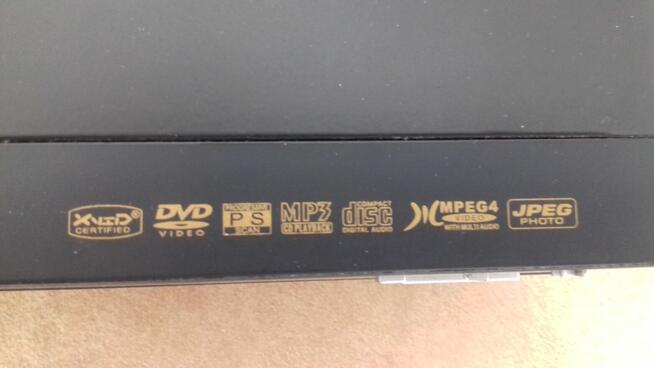 XviD®
CERTIFIED
DVD
VIDEO
PROGRESSIVE
PS
SCAN
MP3
CD PLAYBACK
COMPACT
disc
DIGITAL AUDIO
MPEG4
VIDEO
WITH MULTI AUDIO
JPEG
PHOTO